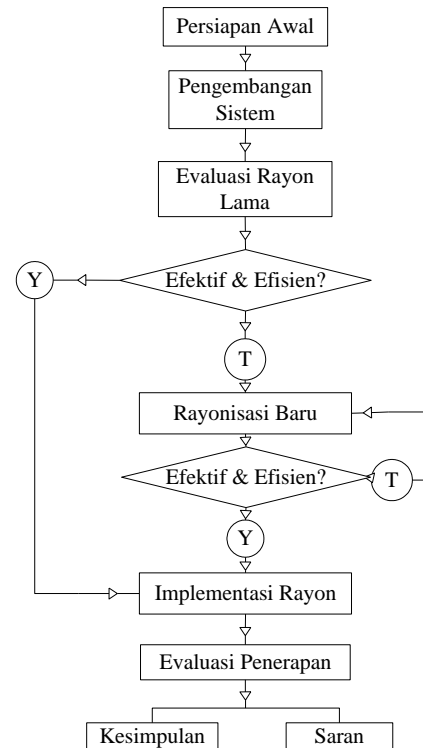 Persiapan Awal
Pengembangan
Sistem
Evaluasi Rayon
Lama
Y
Efektif & Efisien?
T
Rayonisasi Baru
Efektif & Efisien?
T
Y
Implementasi Rayon
Evaluasi Penerapan
Kesimpulan
Saran